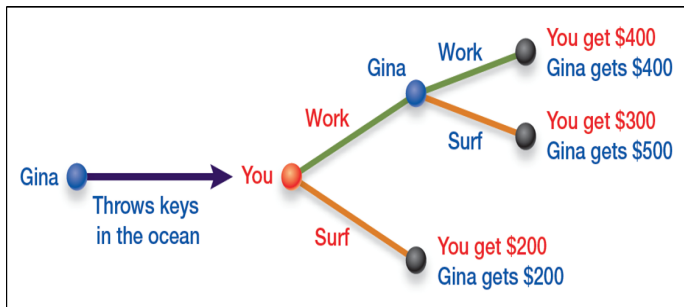 Gina
Throws keys
in the ocean
You
Work
Surf
Gina
Work
Surf
You get $400
Gina gets $400
You get $300
Gina gets $500
You get $200
Gina gets $200